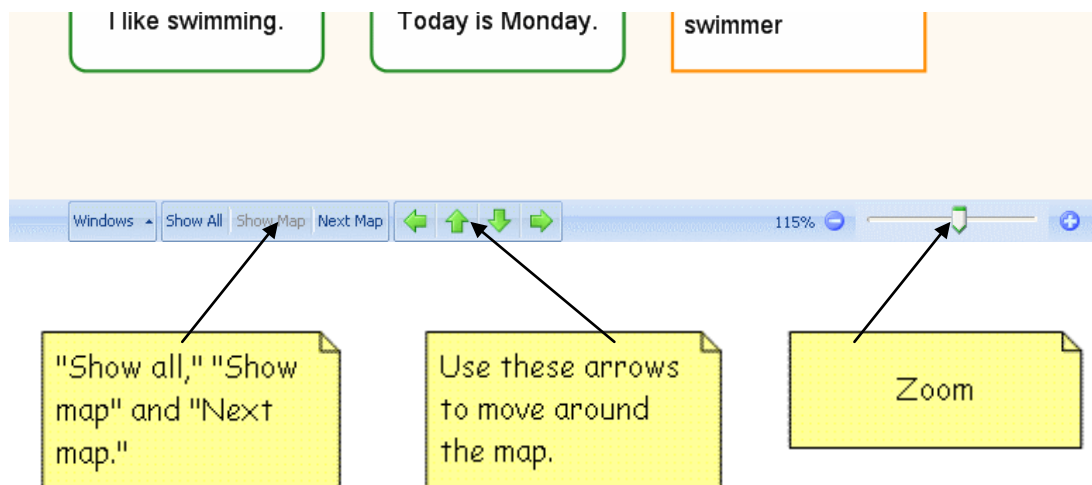 I like swimming.
Today is Monday.
swimmer
Windows Show All Show Map Next Map 115%
"Show all," "Show
map" and "Next
map."
Use these arrows
to move around
the map.
Zoom